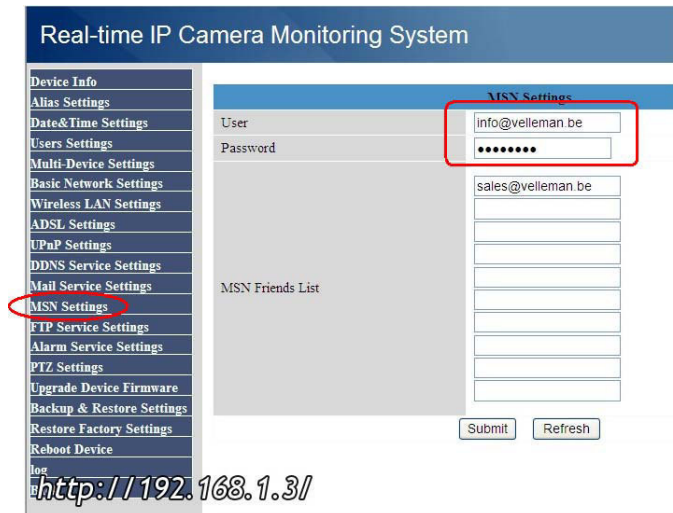 Real-time IP Camera Monitoring System
Device Info
Alias Settings
Date&Time Settings
Users Settings
Multi-Device Settings
Basic Network Settings
Wireless LAN Settings
ADSL Settings
UPnP Settings
DDNS Service Settings
Mail Service Settings
MSN Settings
FTP Service Settings
Alarm Service Settings
PTZ Settings
Upgrade Device Firmware
Backup & Restore Settings
Restore Factory Settings
Reboot Device
log
MSN Settings
User info@velleman.be
Password ••••••••
MSN Friends List
sales@velleman.be
Submit Refresh
http://192.168.1.3/